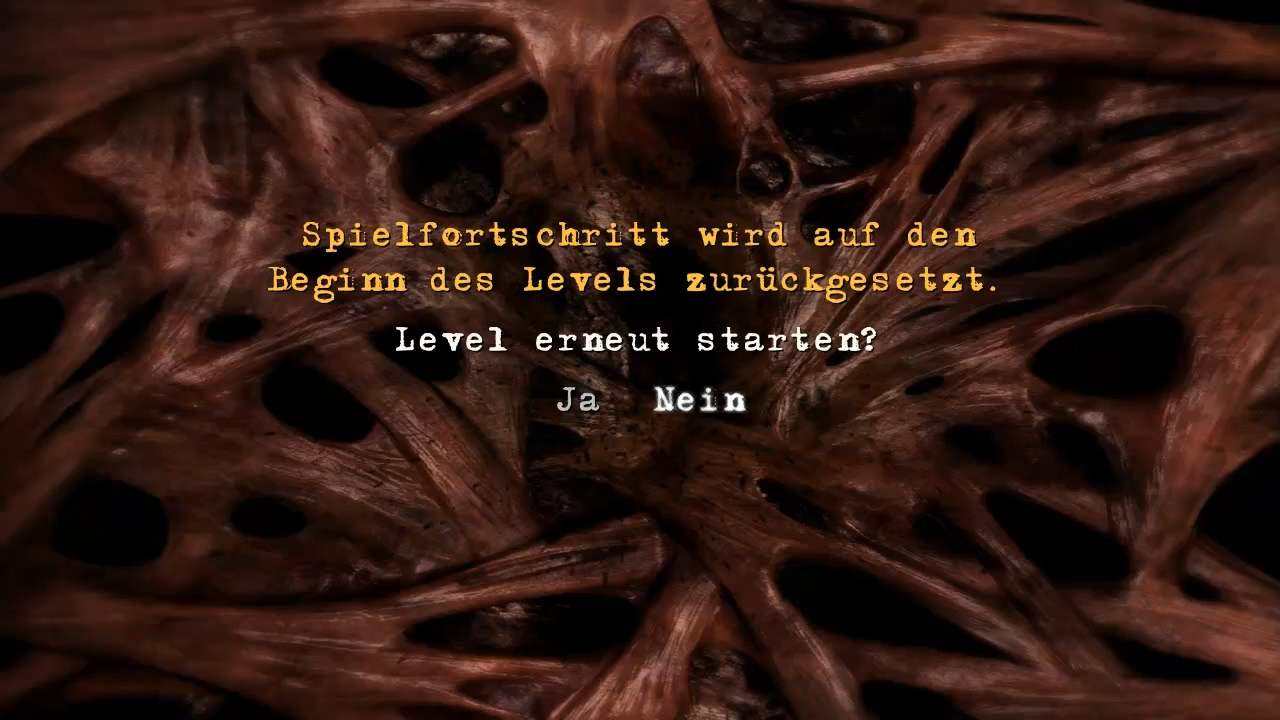 Spielfortschritt wird auf den
Beginn des Levels zurückgesetzt.
Level erneut starten?
Ja Nein